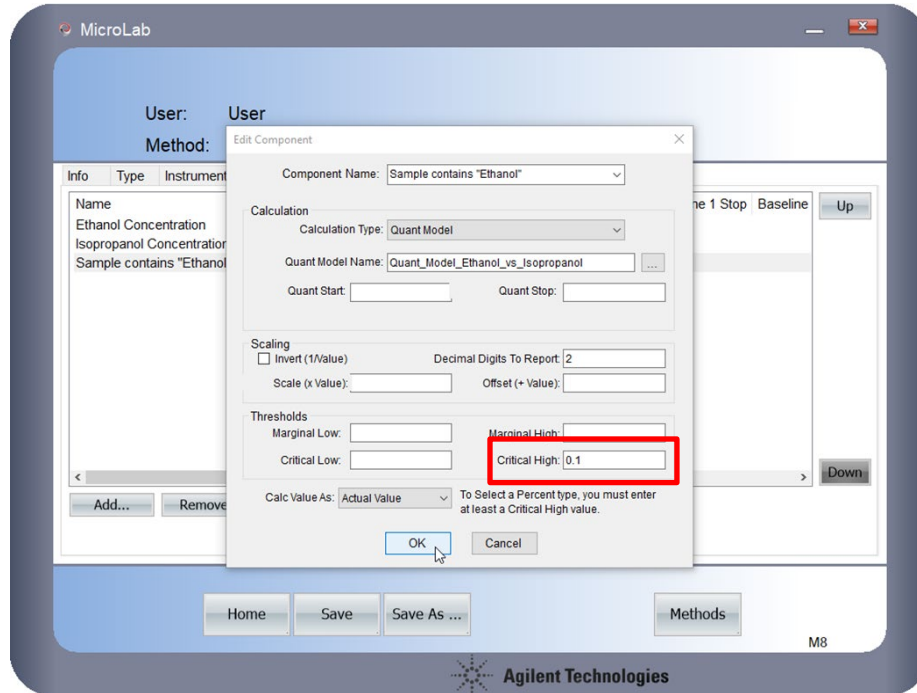 MicroLab
User: User
Method:
Edit Component
Info Type Instrument
Component Name: Sample contains "Ethanol"
Name
ne 1 Stop Baseline
Up
Ethanol Concentration
Isopropanol Concentration
Sample contains "Ethanol
Calculation
Calculation Type: Quant Model
Quant Model Name: Quant_Model_Ethanol_vs_Isopropanol ...
Quant Start: Quant Stop:
Scaling
Invert (1/Value) Decimal Digits To Report: 2
Scale (x Value): Offset (+ Value):
Thresholds
Marginal Low: Marginal High:
Critical Low: Critical High: 0.1
Down
Add... Remove
Calc Value As: Actual Value
To Select a Percent type, you must enter
at least a Critical High value.
OK Cancel
Home Save Save As ... Methods
M8
Agilent Technologies